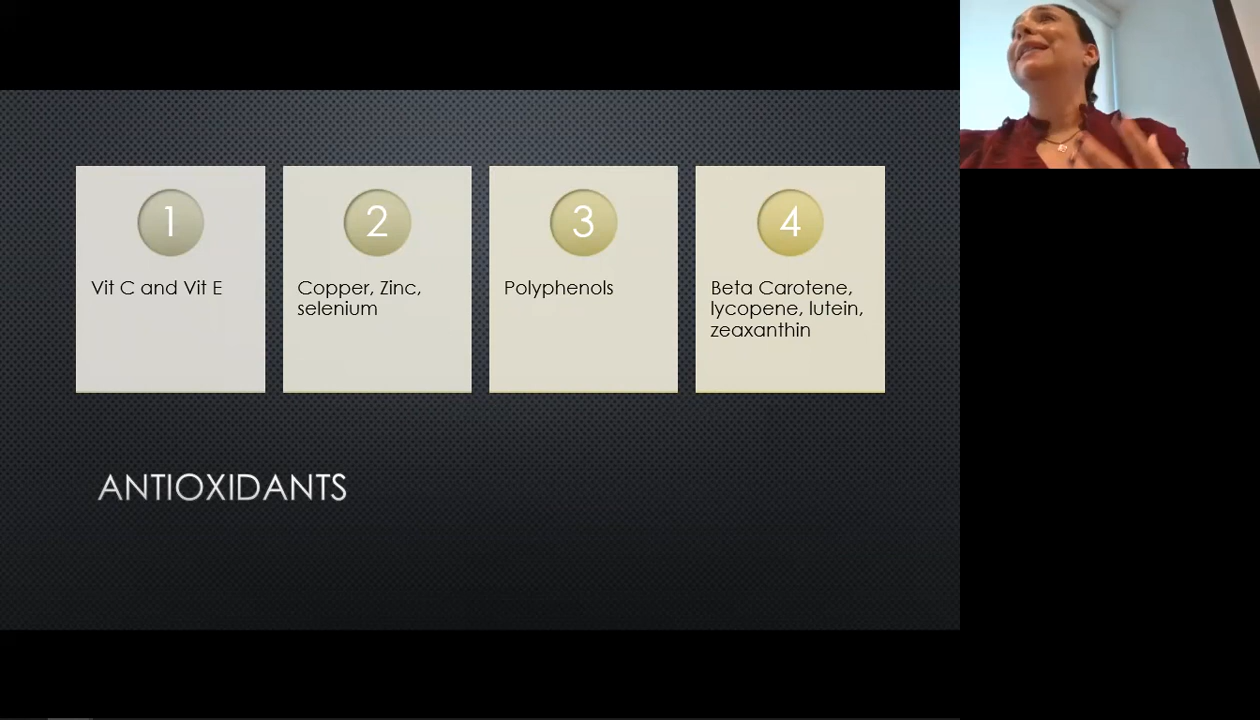 1
Vit C and Vit E
2
Copper, Zinc,
selenium
3
Polyphenols
4
Beta Carotene,
lycopene, lutein,
zeaxanthin
ANTIOXIDANTS